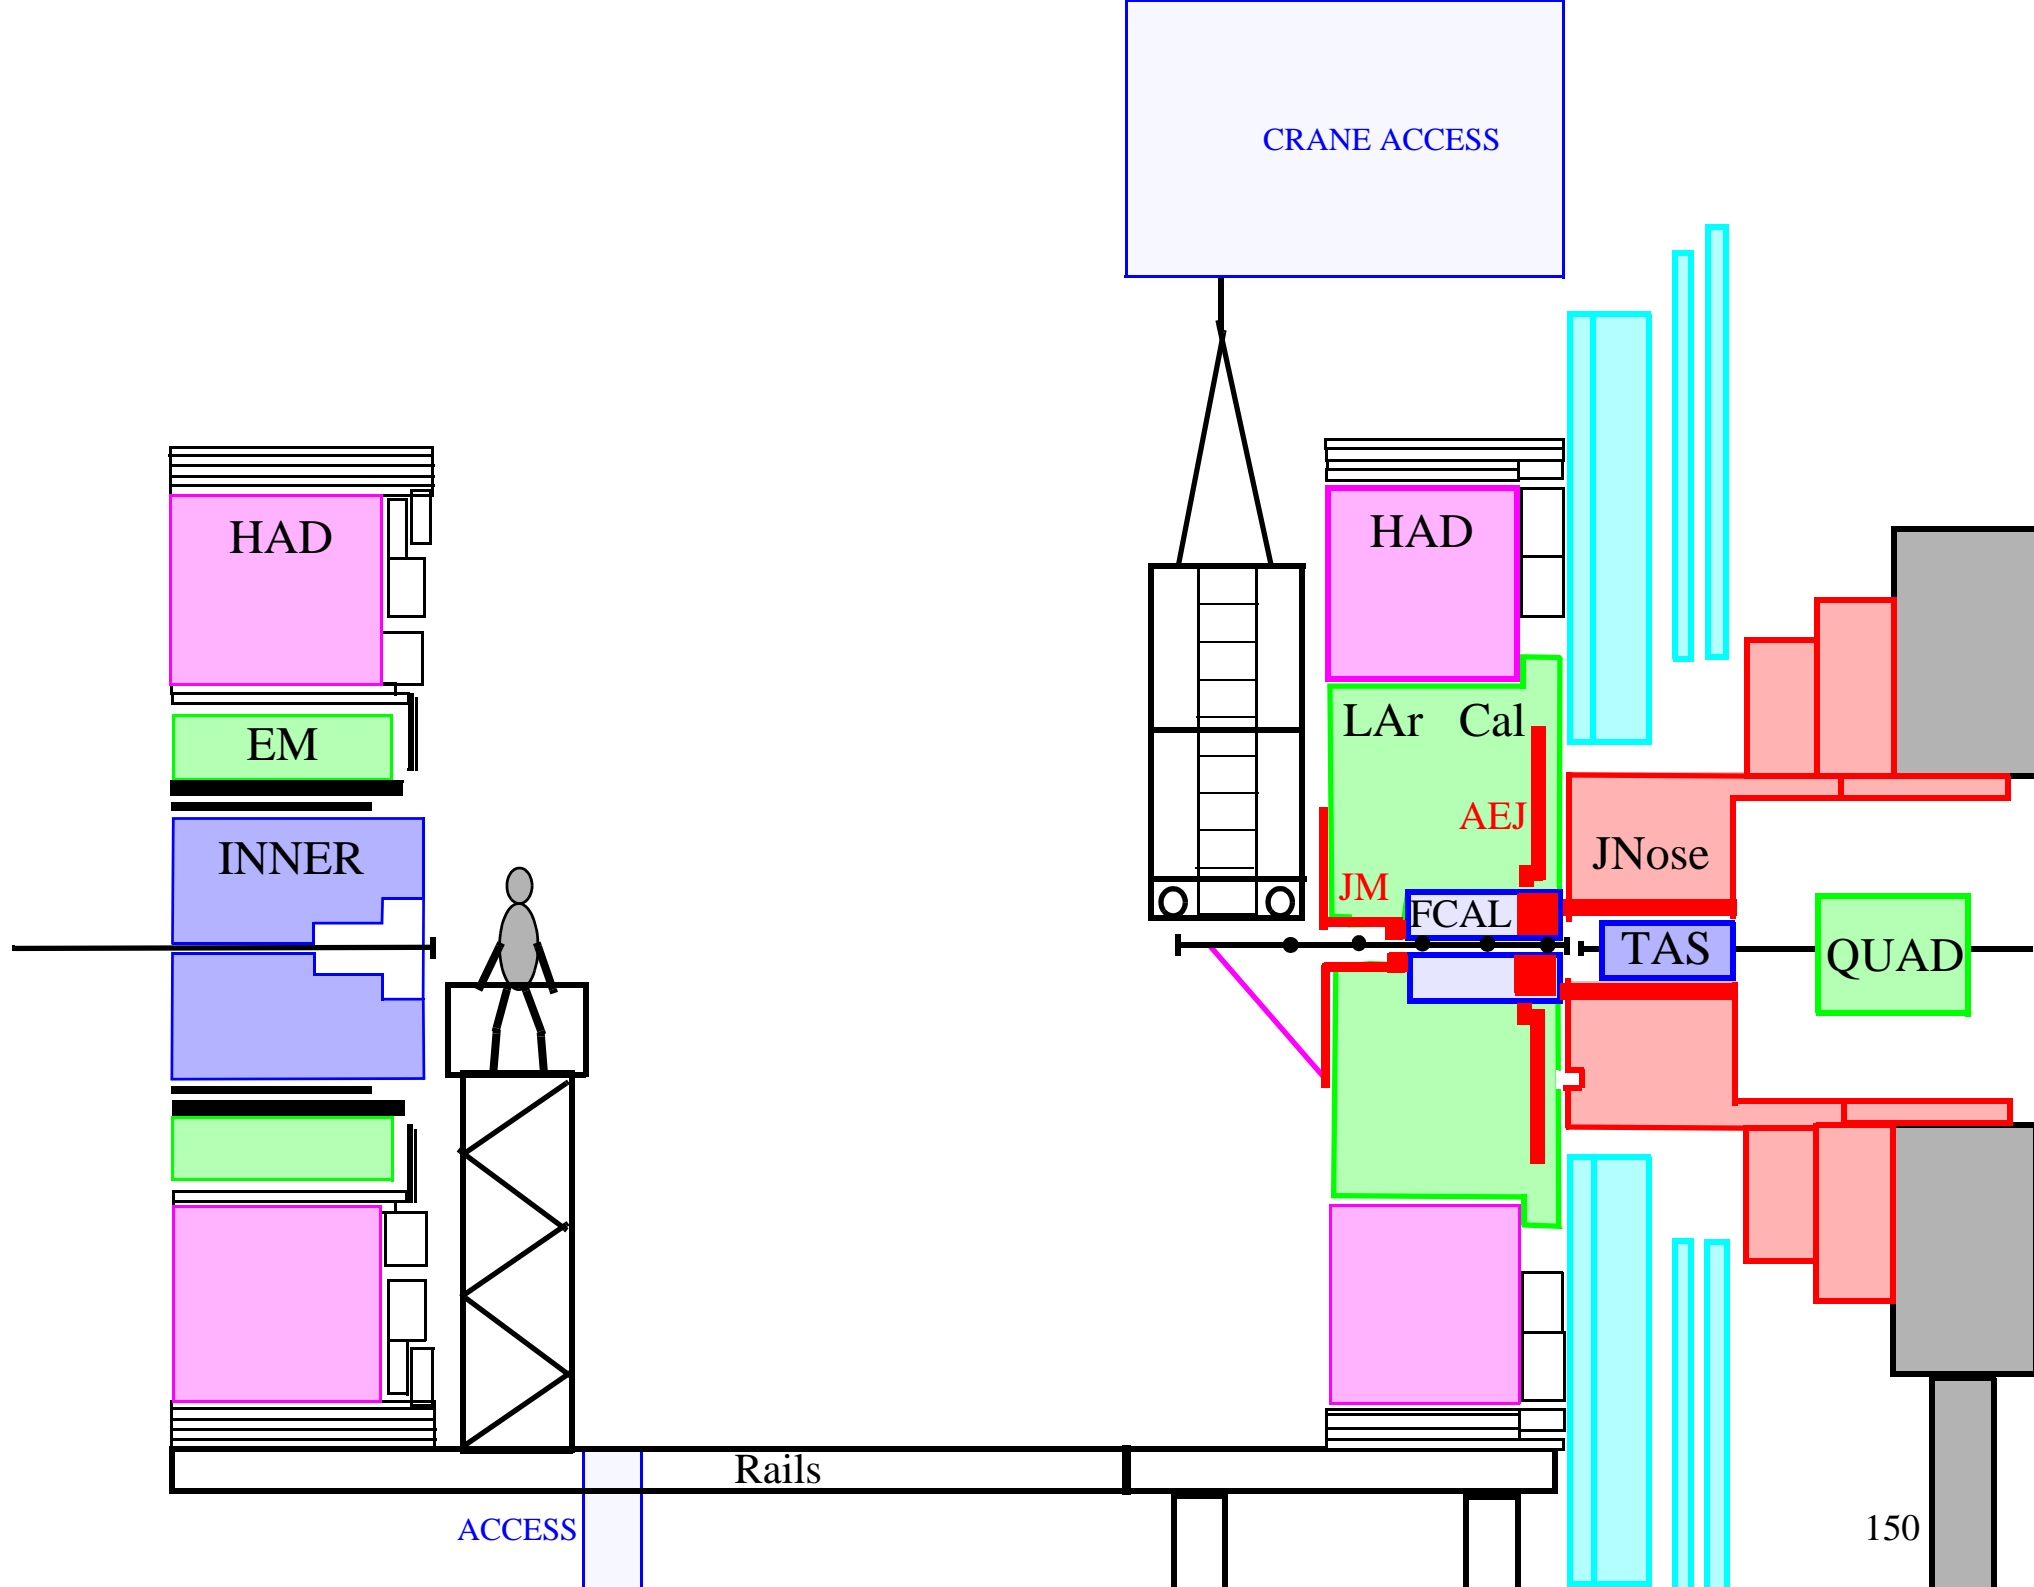 CRANE ACCESS
HAD
HAD
EM
LAr Cal
AEJ
INNER
JNose
JM
FCAL
TAS
QUAD
Rails
ACCESS
150